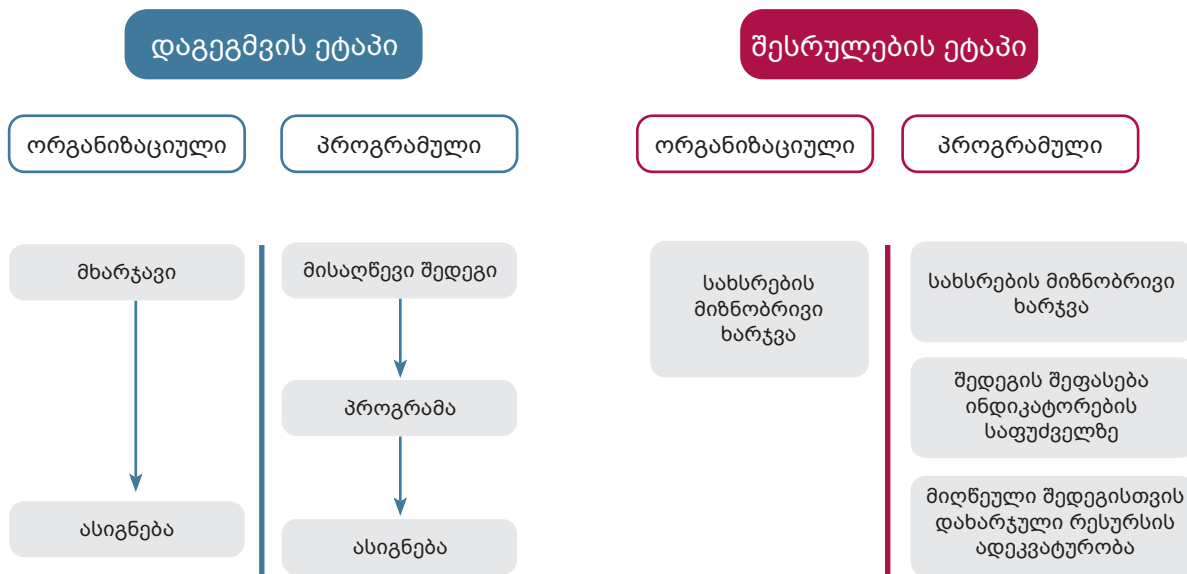 დაგეგმვის ეტაპი
ორგანიზაციული
პროგრამული
მხარჯავი
ასიგნება
მისაღწევი შედეგი
პროგრამა
ასიგნება
შესრულების ეტაპი
ორგანიზაციული
პროგრამული
სახსრების
მიზნობრივი
ხარჯვა
სახსრების მიზნობრივი
ხარჯვა
შედეგის შეფასება
ინდიკატორების
საფუძველზე
მიღწეული შედეგისთვის
დახარჯული რესურსის
ადეკვატურობა